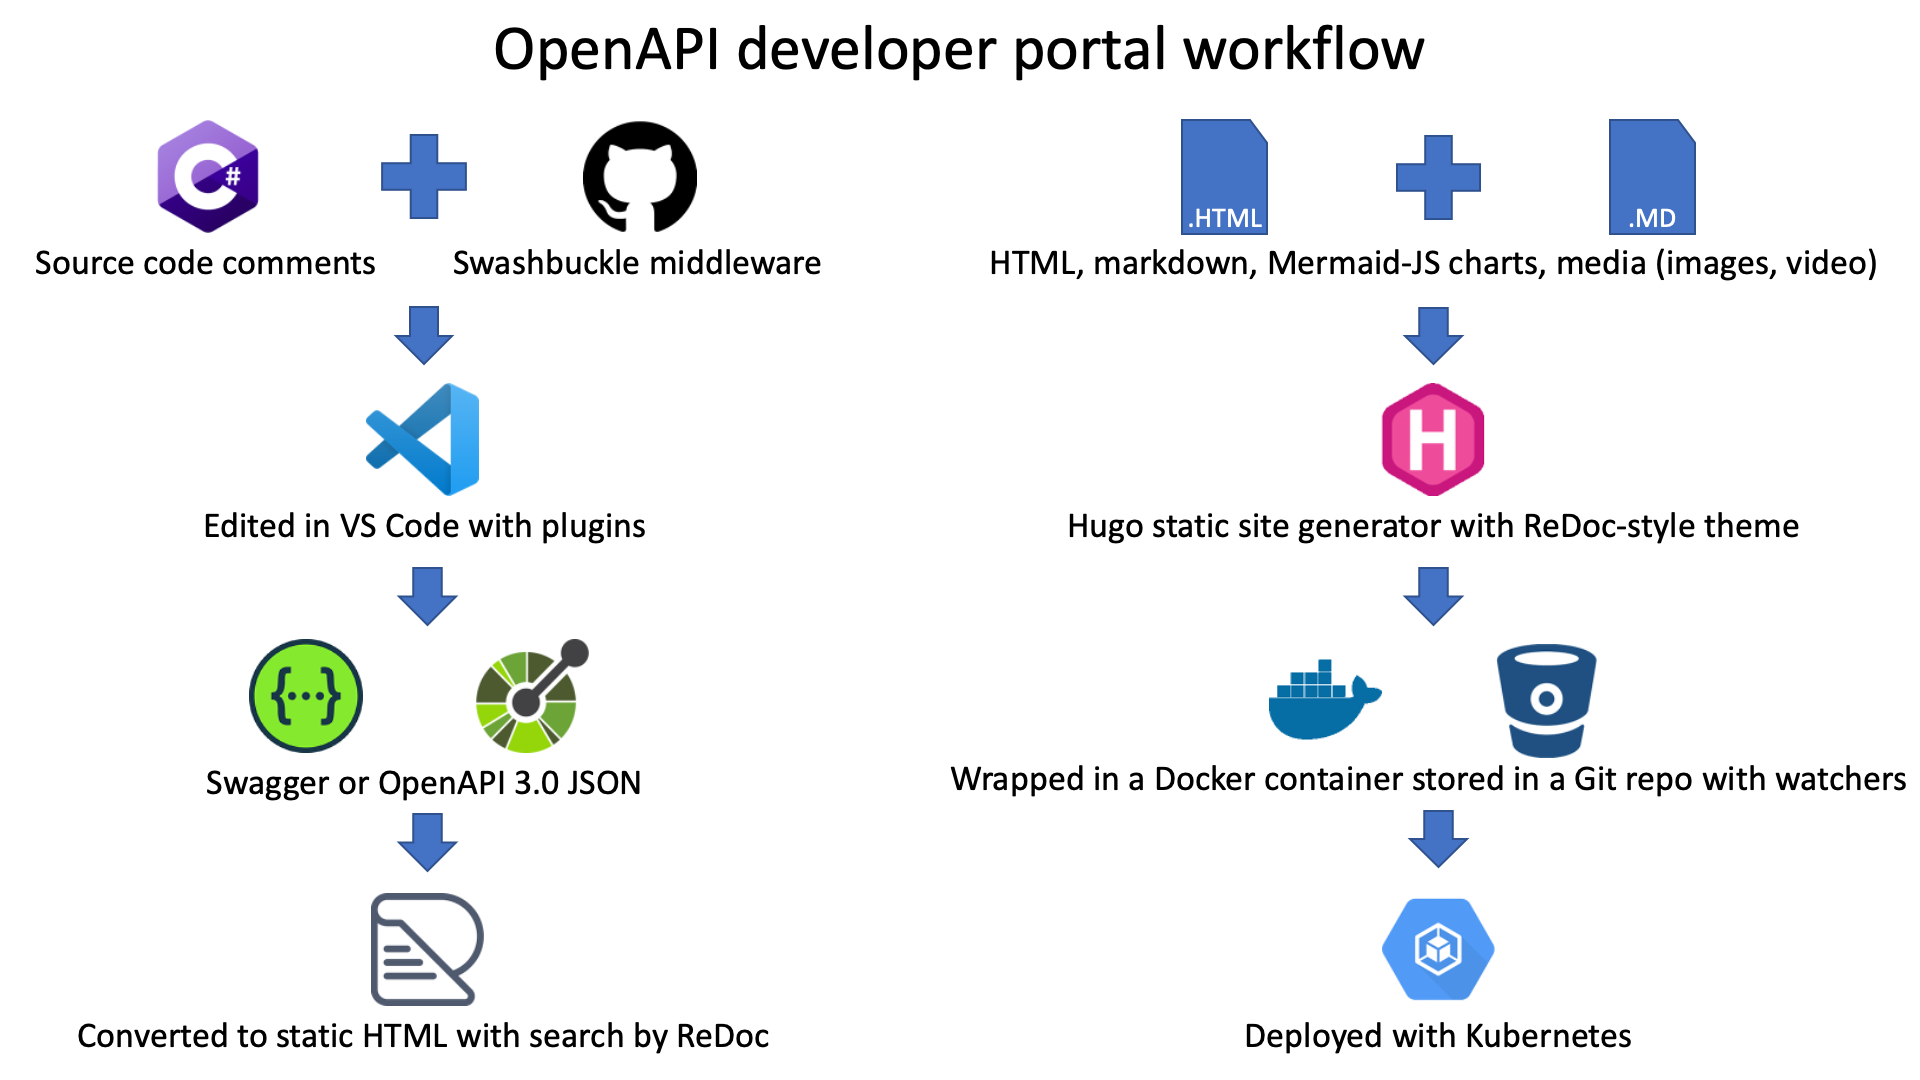 OpenAPI developer portal workflow
C#
Source code comments
Swashbuckle middleware
Edited in VS Code with plugins
{...}
Swagger or OpenAPI 3.0 JSON
Converted to static HTML with search by ReDoc
.HTML
.MD
HTML, markdown, Mermaid-JS charts, media (images, video)
H
Hugo static site generator with ReDoc-style theme
Wrapped in a Docker container stored in a Git repo with watchers
Deployed with Kubernetes